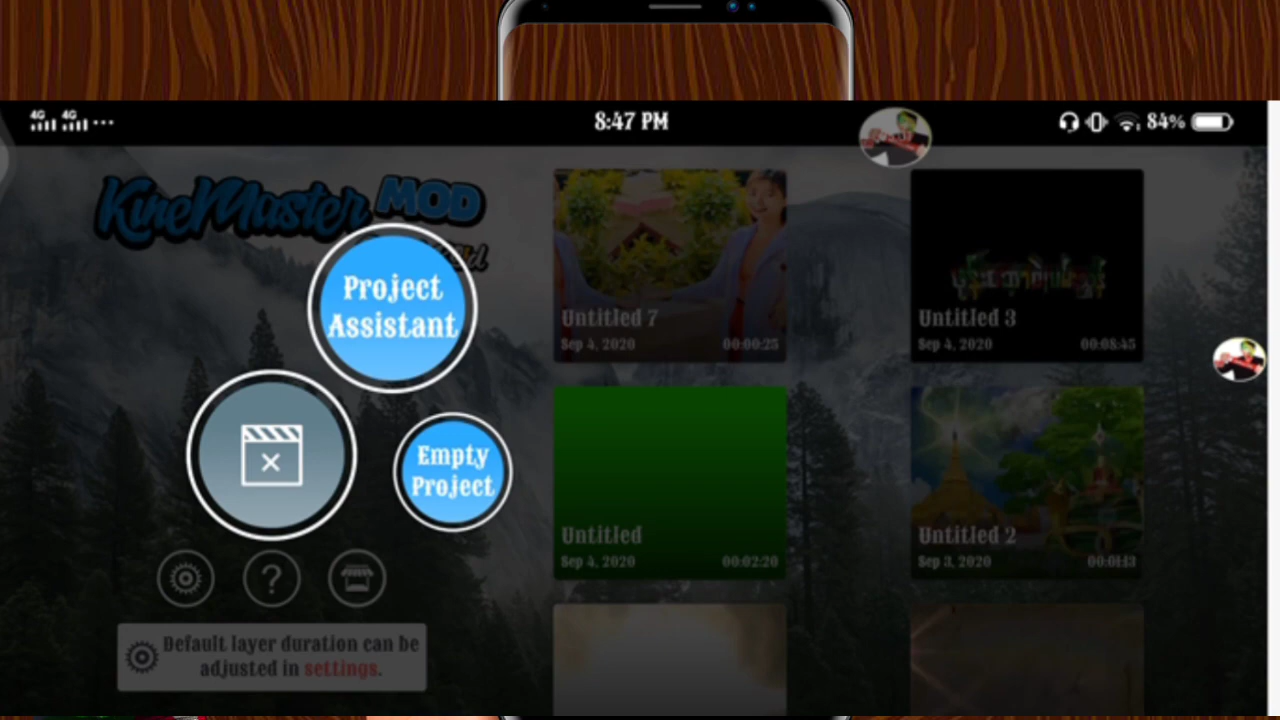 4G 4G
8:47 PM
84%
KineMaster MOD
Project
Assistant
Empty
Project
Default layer duration can be
adjusted in settings.
Untitled 7
Sep 4, 2020 00:00:25
Untitled 3
Sep 4, 2020 00:08:45
Untitled
Sep 4, 2020 00:02:20
Untitled 2
Sep 3, 2020 00:01:13